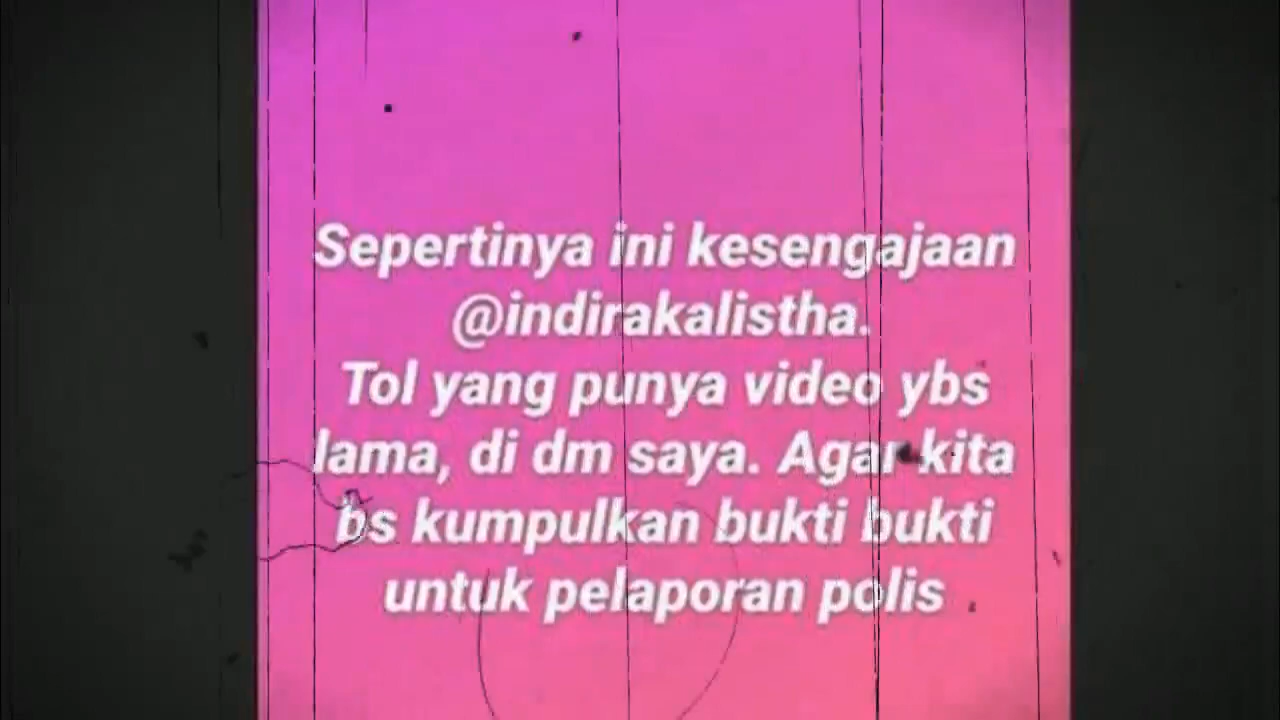 Sepertinya ini kesengajaan
@indirakalistha.
Tol yang punya video ybs
lama, di dm saya. Agar kita
bs kumpulkan bukti bukti
untuk pelaporan polis